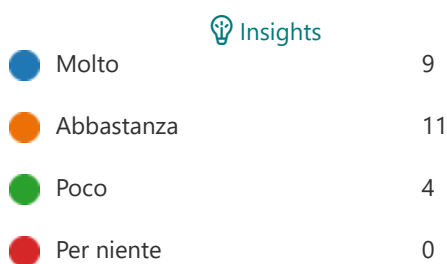 Insights
Molto 9
Abbastanza 11
Poco 4
Per niente 0